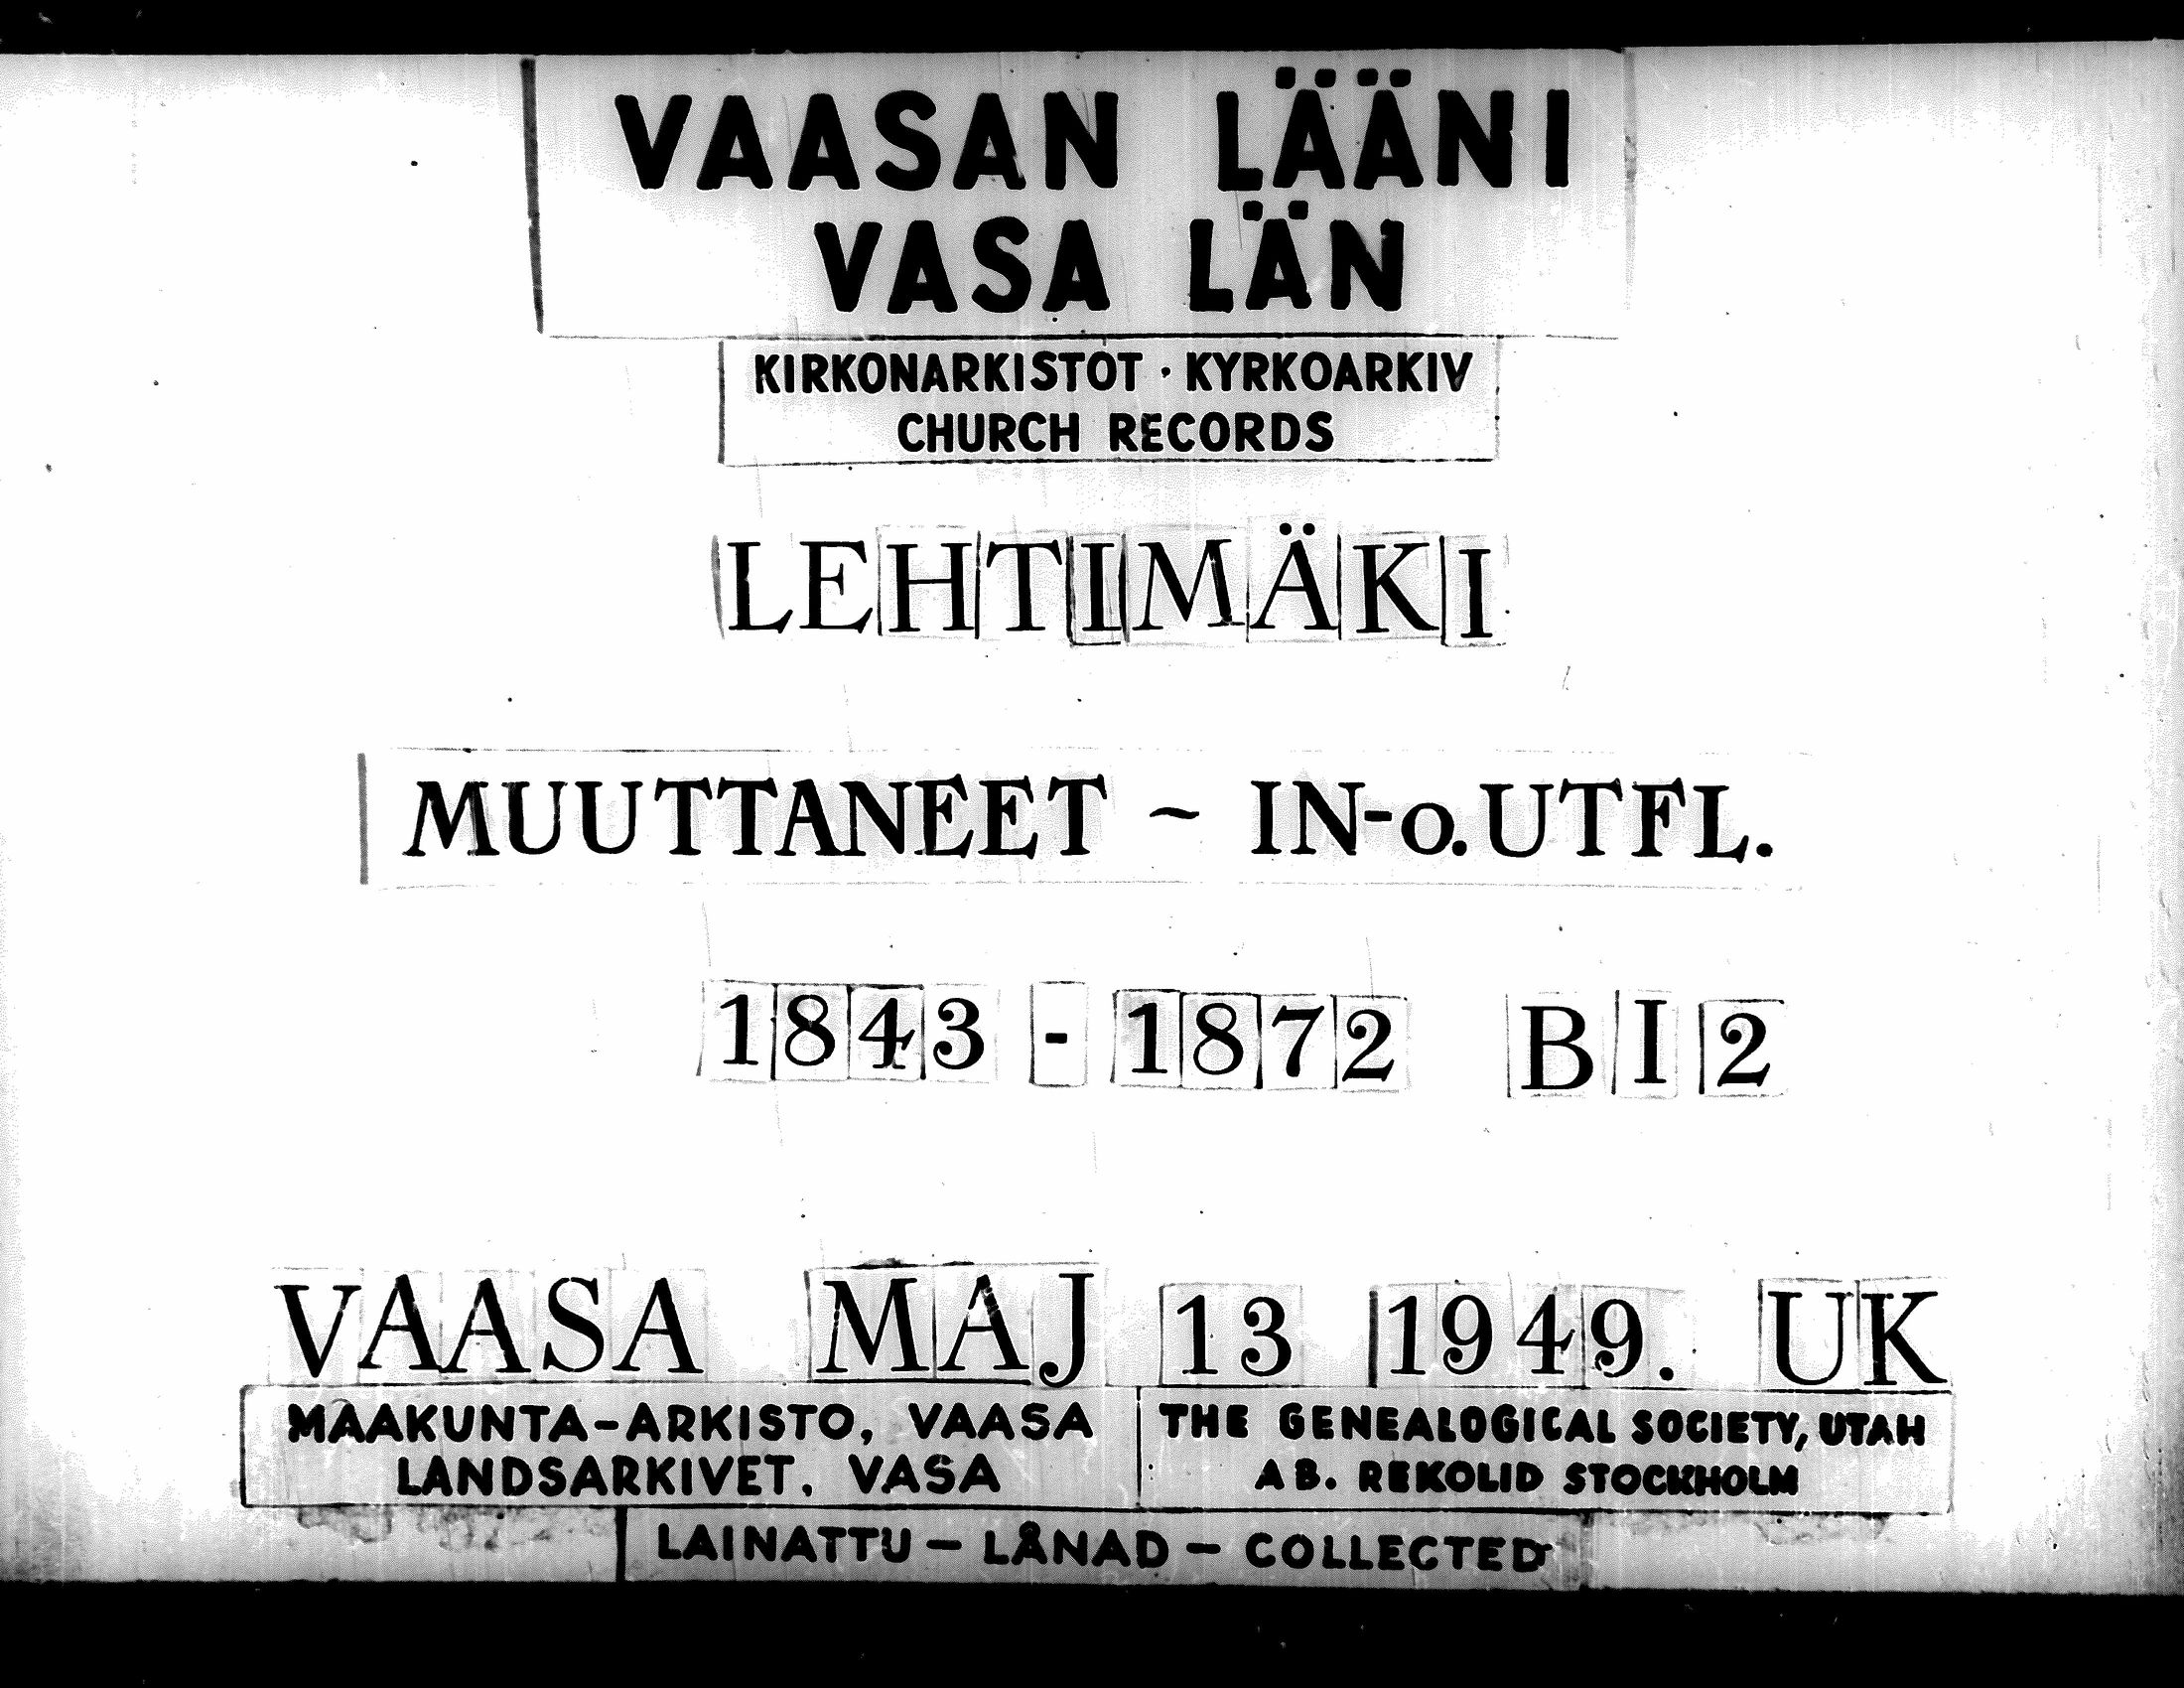 VAASAN LÄÄNI
VASA LÄN
KIRKONARKISTOT · KYRKOARKIV
CHURCH RECORDS
LEHTIMÄKI
MUUTTANEET ~ IN-o.UTFL.
1843 - 1872 B I 2
VAASA MAJ 13 1949. UK
MAAKUNTA-ARKISTO, VAASA
LANDSARKIVET, VASA
THE GENEALOGICAL SOCIETY, UTAH
AB. REKOLID STOCKHOLM
LAINATTU - LÅNAD - COLLECTED